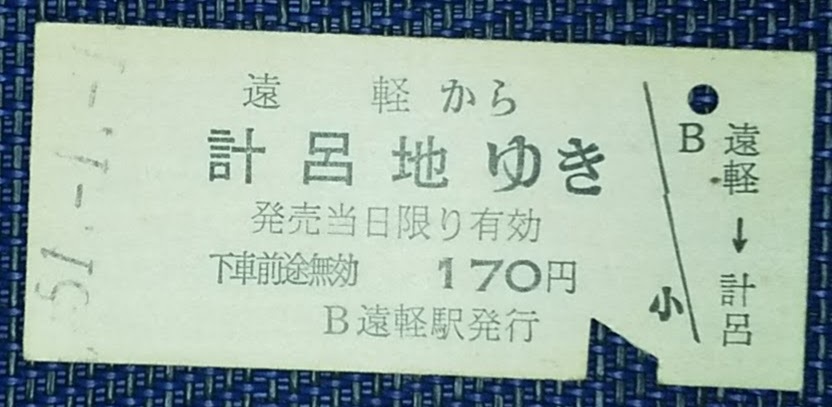 51.-1.-1
遠軽から
計呂地ゆき
発売当日限り有効
下車前途無効 170円
B遠軽駅発行
小
B
遠軽→計呂